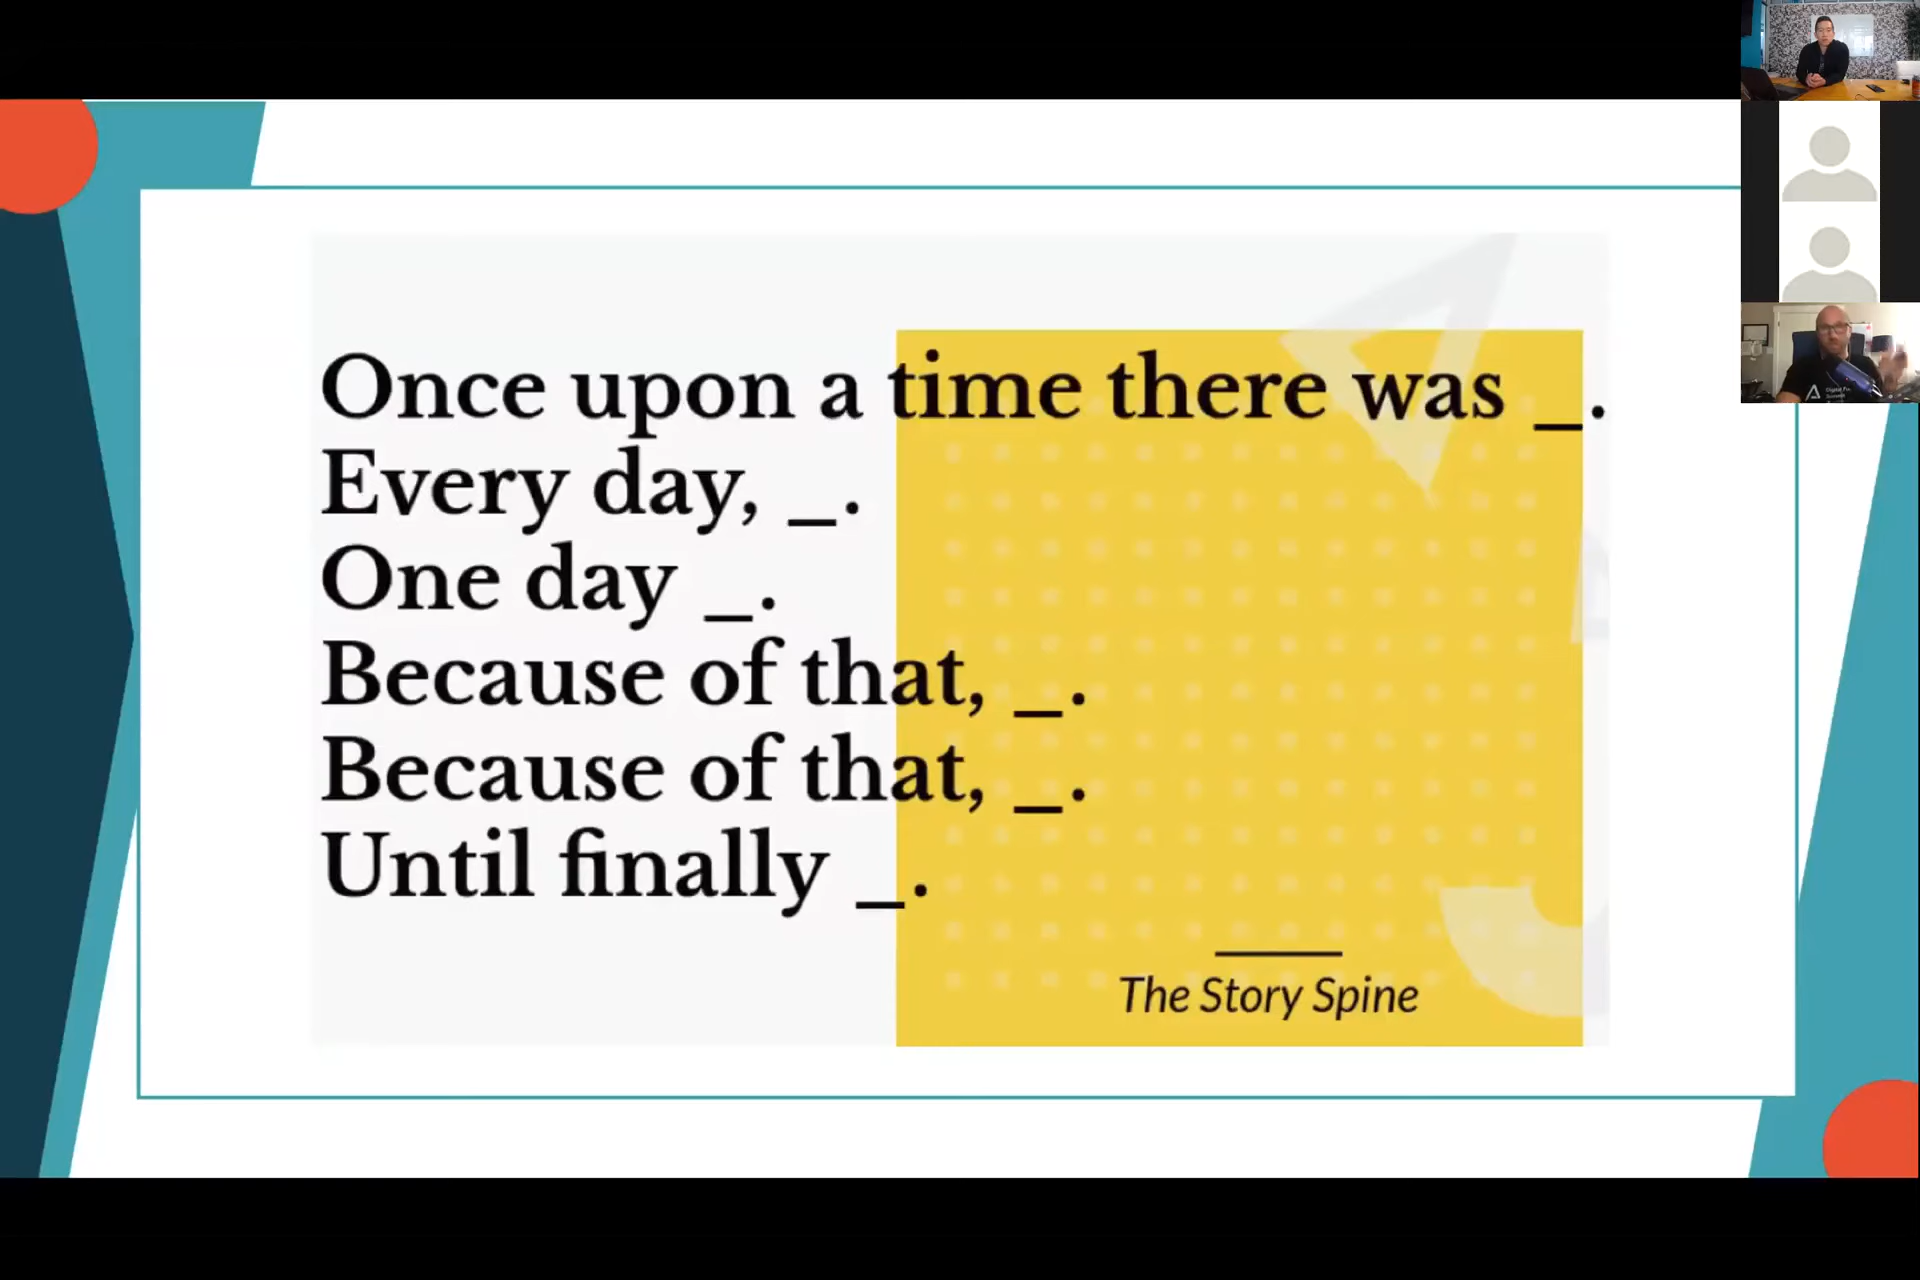 Once upon a time there was _.
Every day, _.
One day _.
Because of that, _.
Because of that, _.
Until finally _.
The Story Spine